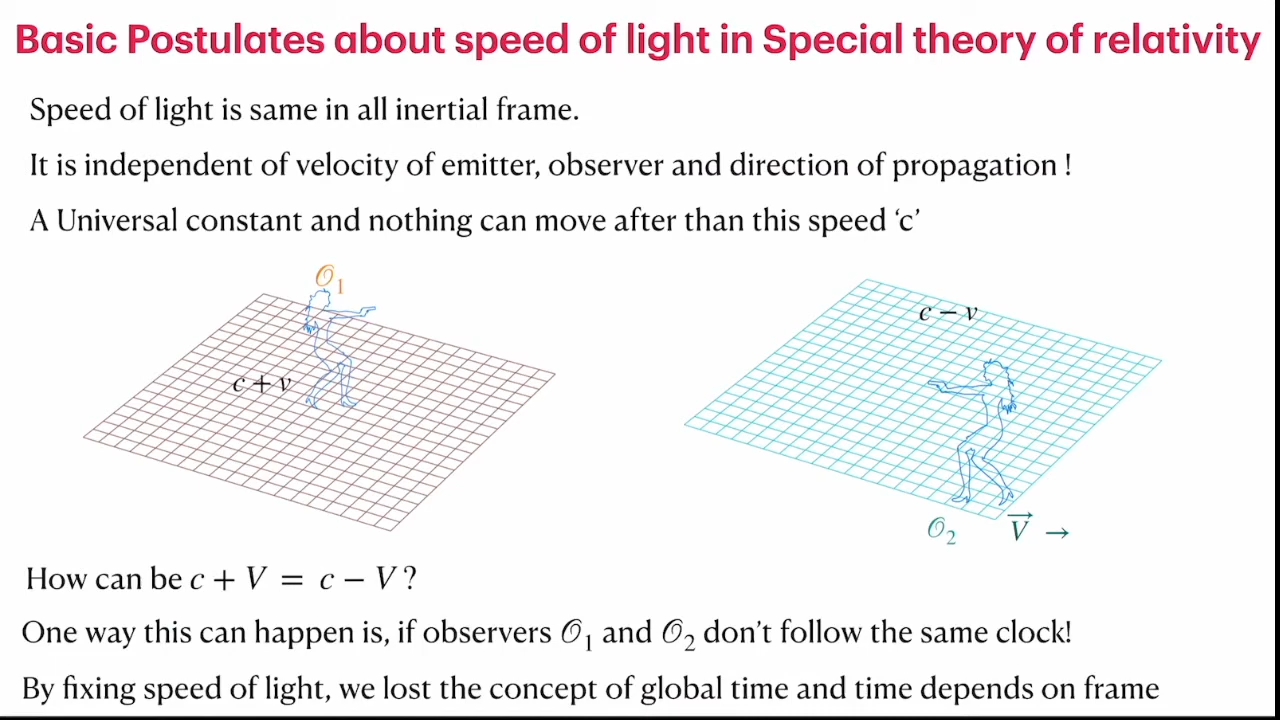 Basic Postulates about speed of light in Special theory of relativity
Speed of light is same in all inertial frame.
It is independent of velocity of emitter, observer and direction of propagation !
A Universal constant and nothing can move after than this speed ‘c’
𝒪₁
c − v
c + v
𝒪₂ V⃗ →
How can be c + V = c − V ?
One way this can happen is, if observers 𝒪₁ and 𝒪₂ don’t follow the same clock!
By fixing speed of light, we lost the concept of global time and time depends on frame